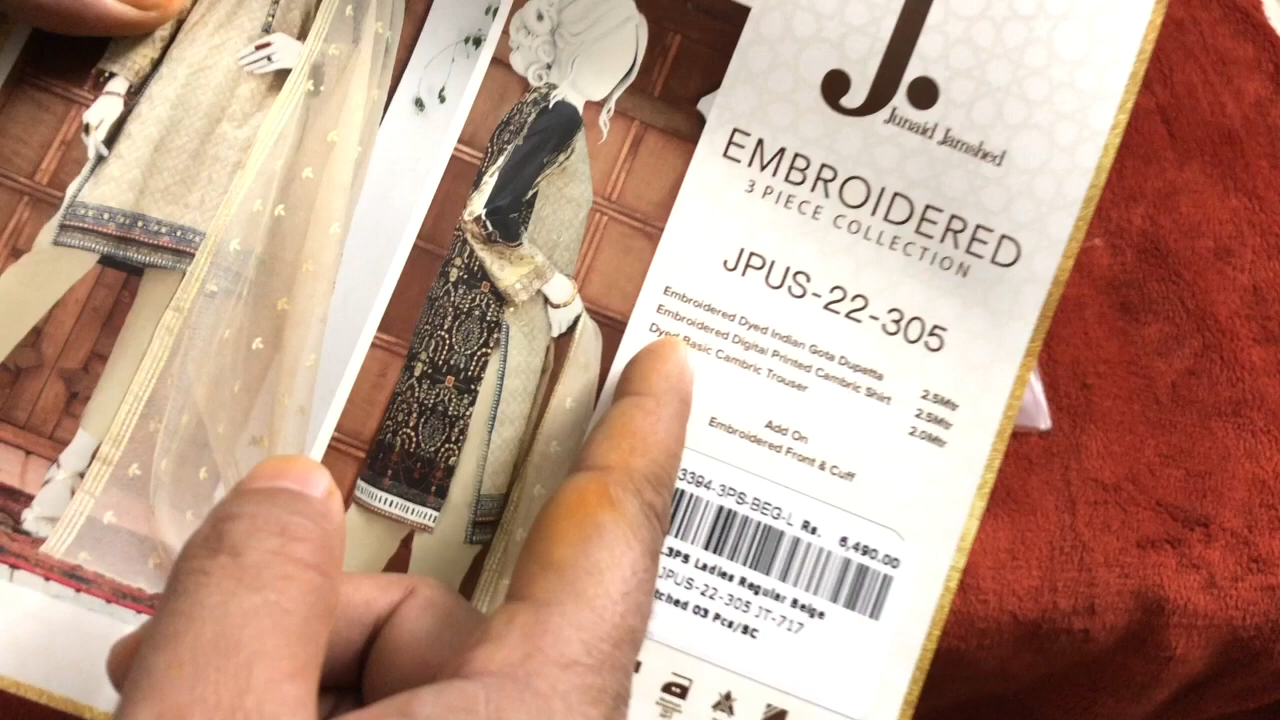 J.
Junaid Jamshed
EMBROIDERED
3 PIECE COLLECTION
JPUS-22-305
Embroidered Dyed Indian Gota Dupatta 2.5Mtr
Embroidered Digital Printed Cambric Shirt 2.5Mtr
Dyed Basic Cambric Trouser 2.0Mtr
Add On
Embroidered Front & Cuff
3394-3PS-BEG-L Rs. 6,490.00
3PS Ladies Regular Beige
JPUS-22-305 JT-717
tched 03 Pcs/SC